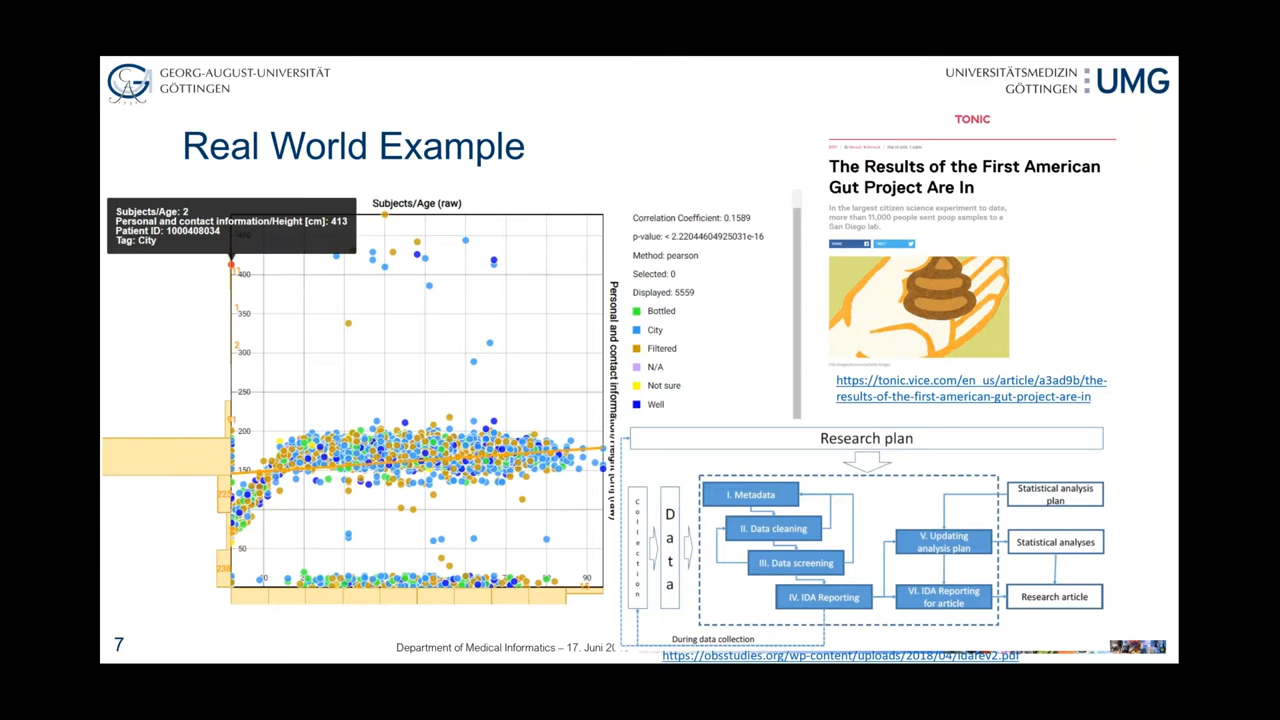 GEORG-AUGUST-UNIVERSITÄT
GÖTTINGEN
UNIVERSITÄTSMEDIZIN
GÖTTINGEN
UMG
Real World Example
TONIC
The Results of the First American
Gut Project Are In
In the largest citizen science experiment to date,
more than 11,000 people sent poop samples to a
San Diego lab.
SHARE
TWEET
https://tonic.vice.com/en_us/article/a3ad9b/the-
results-of-the-first-american-gut-project-are-in
Subjects/Age (raw)
Subjects/Age: 2
Personal and contact information/Height [cm]: 413
Patient ID: 1000408034
Tag: City
400
350
300
250
200
150
50
90
1
2
238
Correlation Coefficient: 0.1589
p-value: < 2.22044604925031e-16
Method: pearson
Selected: 0
Displayed: 5559
Bottled
City
Filtered
N/A
Not sure
Well
Research plan
Collection
Data
I. Metadata
II. Data cleaning
III. Data screening
IV. IDA Reporting
V. Updating
analysis plan
VI. IDA Reporting
for article
Statistical analysis
plan
Statistical analyses
Research article
During data collection
https://obsstudies.org/wp-content/uploads/2018/04/idarev2.pdf
7
Department of Medical Informatics – 17. Juni